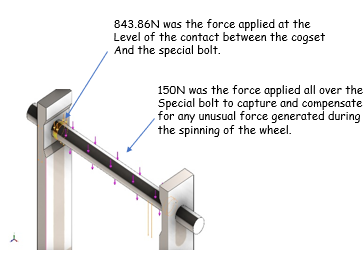 843.86N was the force applied at the
Level of the contact between the cogset
And the special bolt.
150N was the force applied all over the
Special bolt to capture and compensate
for any unusual force generated during
the spinning of the wheel.